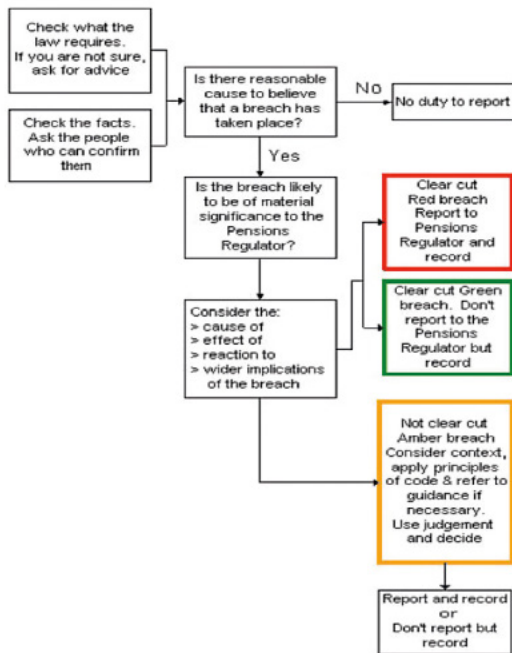 Check what the
law requires.
If you are not sure,
ask for advice
Check the facts.
Ask the people
who can confirm
them
Is there reasonable
cause to believe
that a breach has
taken place?
No
No duty to report
Yes
Is the breach likely
to be of material
significance to the
Pensions
Regulator?
Clear cut
Red breach
Report to
Pensions
Regulator and
record
Clear cut Green
breach. Don't
report to the
Pensions
Regulator but
record
Consider the:
> cause of
> effect of
> reaction to
> wider implications
of the breach
Not clear cut
Amber breach
Consider context,
apply principles
of code & refer to
guidance if
necessary.
Use judgement
and decide
Report and record
or
Don't report but
record